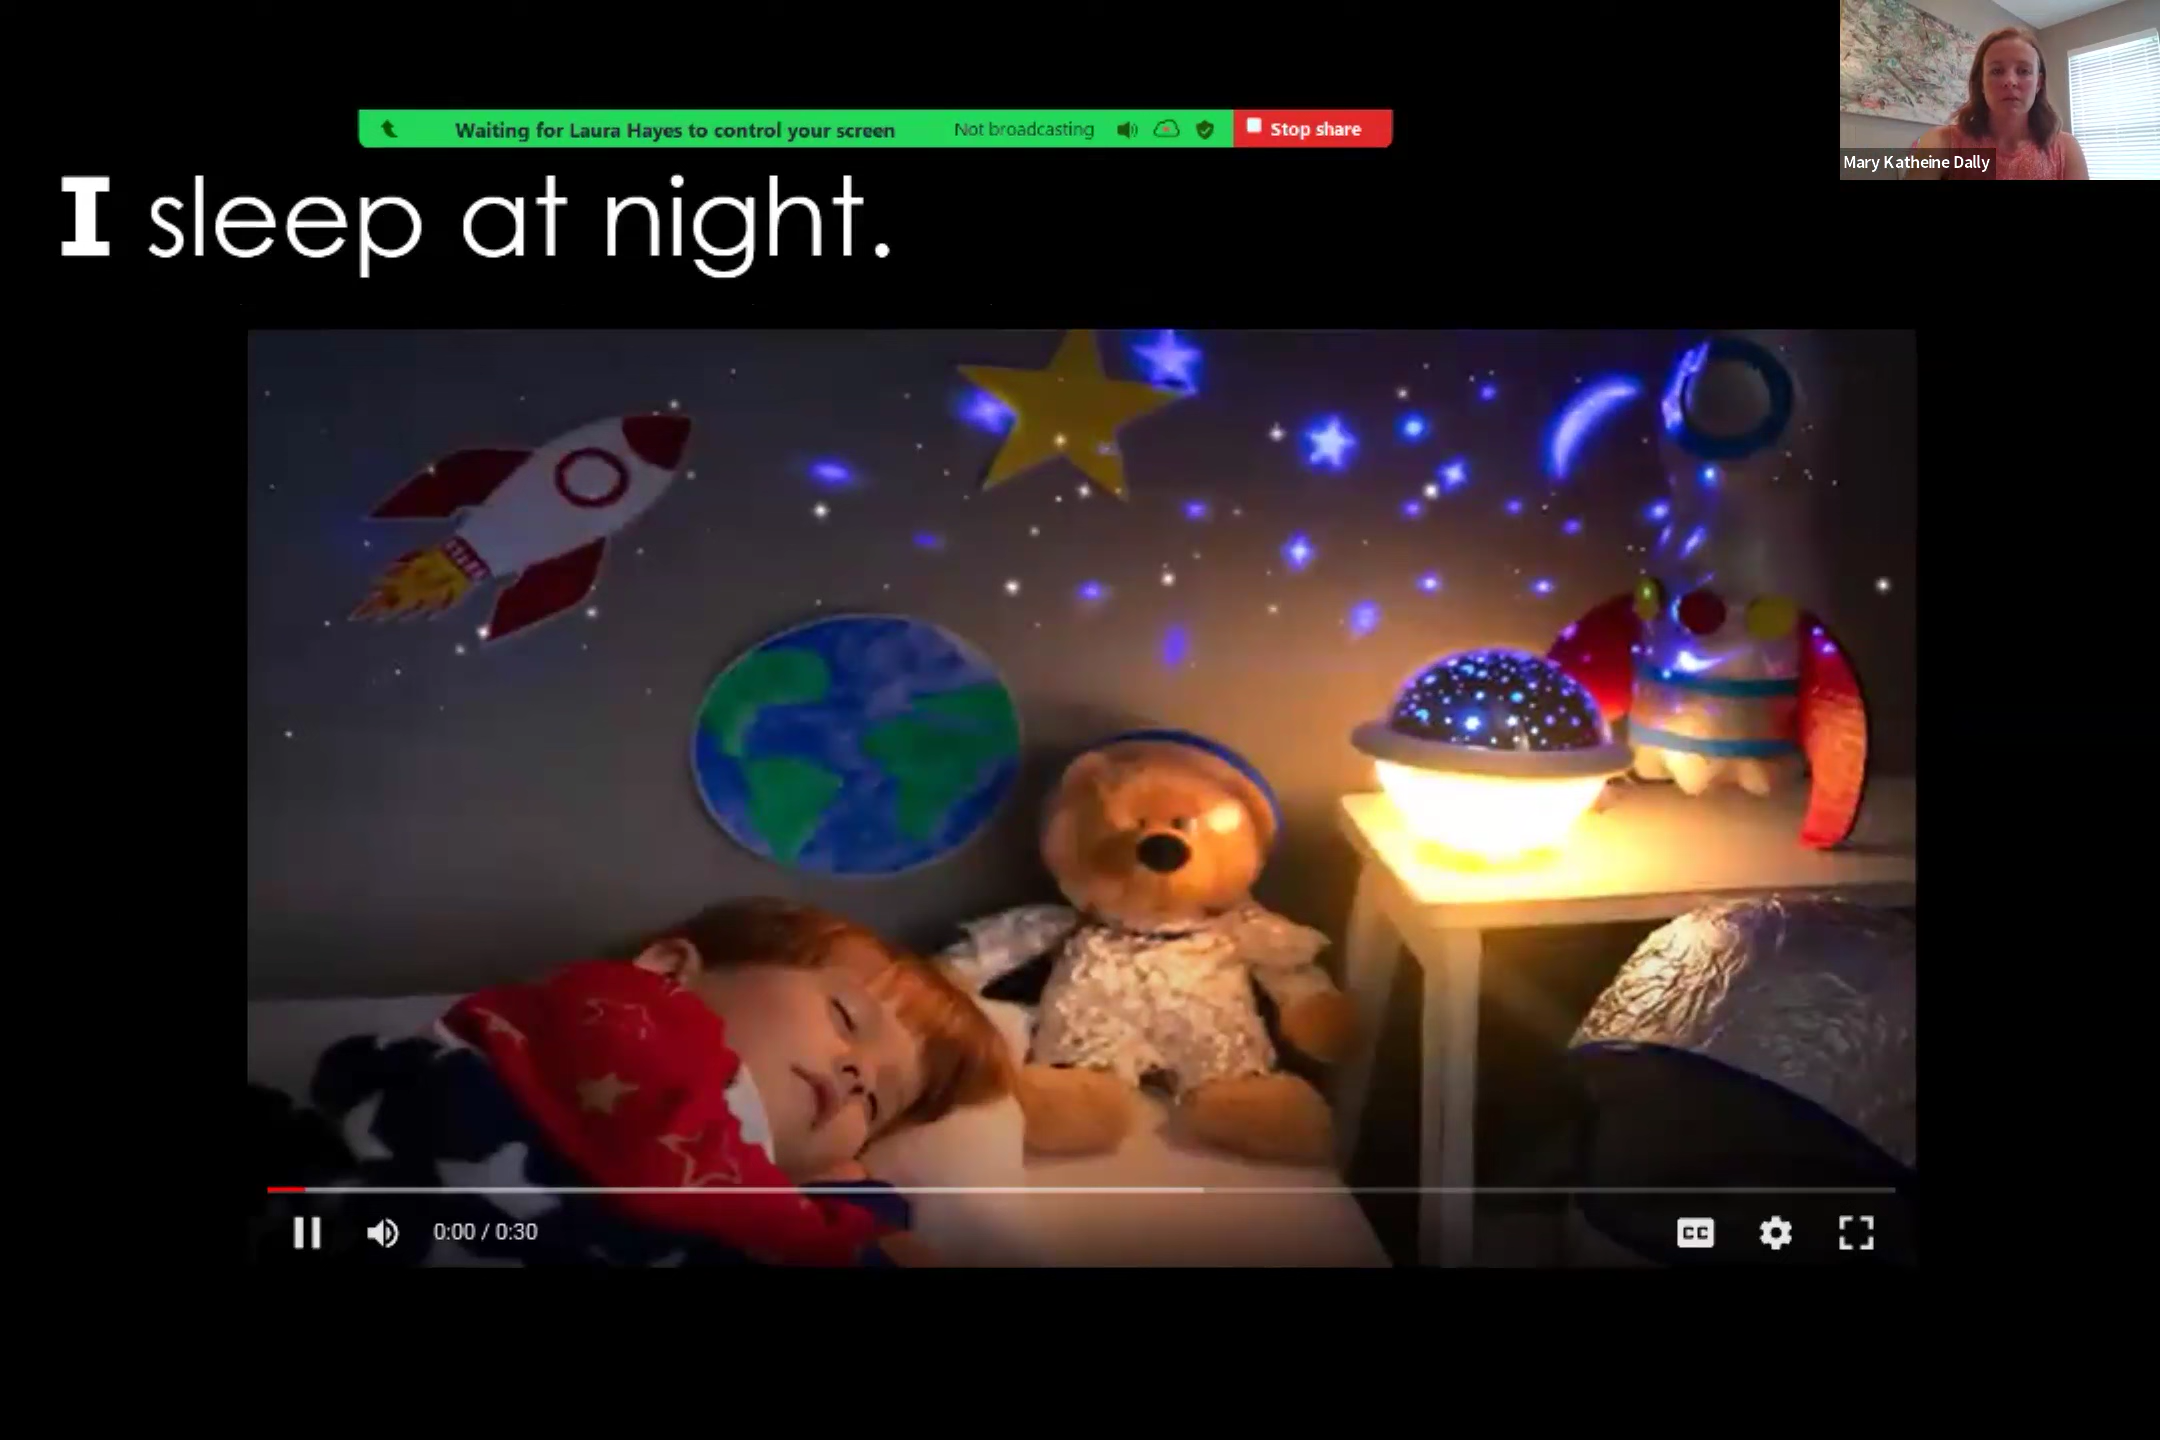 Waiting for Laura Hayes to control your screen Not broadcasting Stop share
Mary Katheine Dally
I sleep at night.
0:00 / 0:30
CC